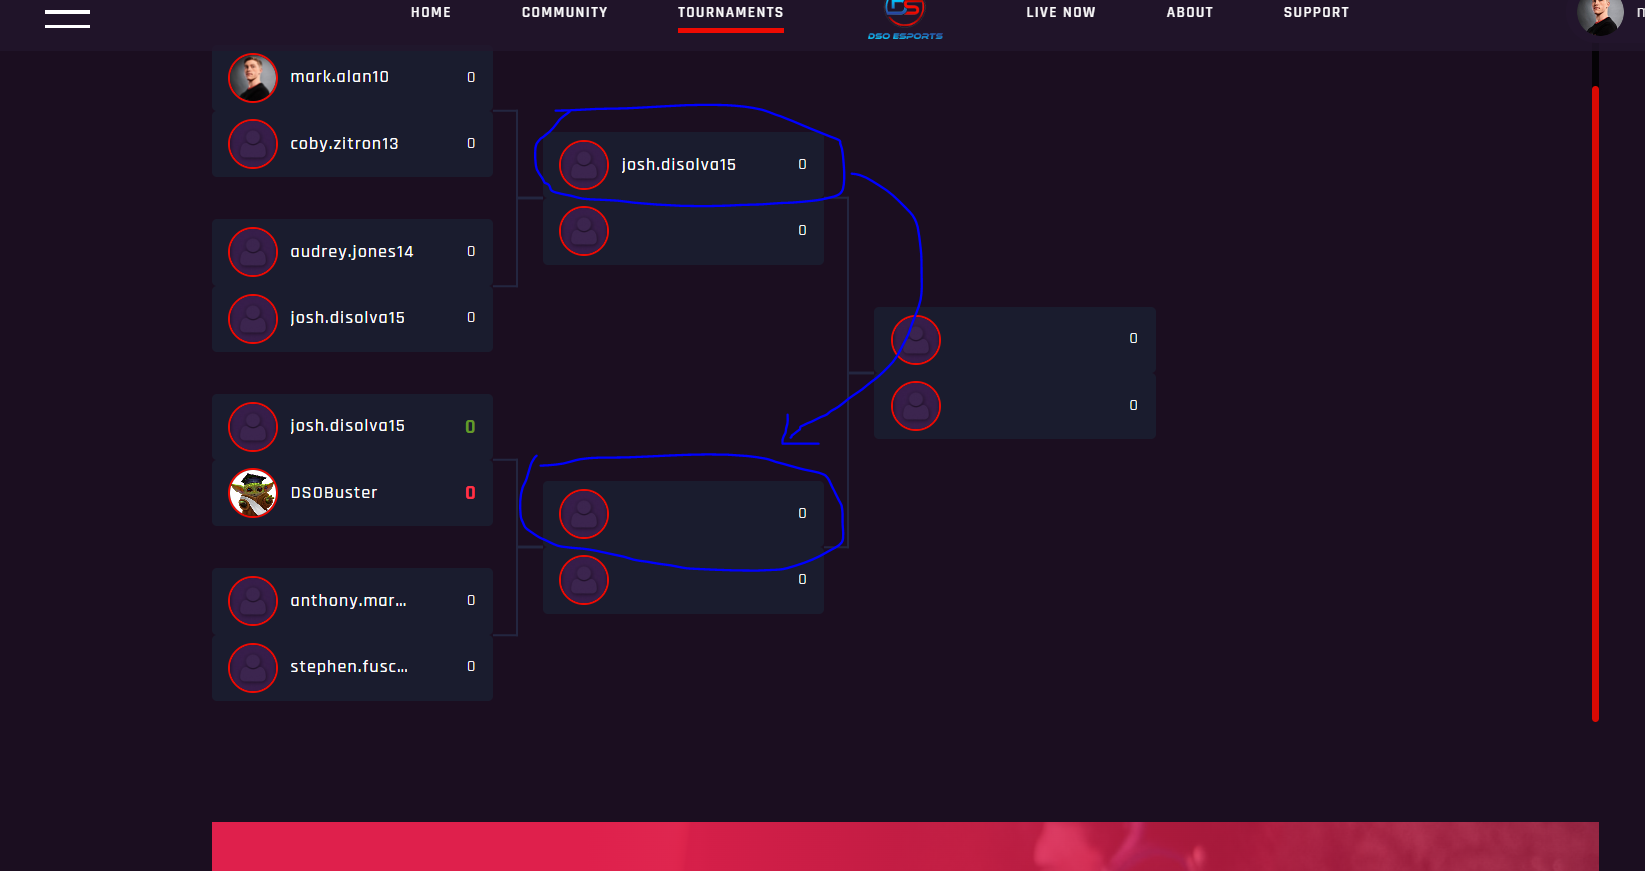 HOME COMMUNITY TOURNAMENTS LIVE NOW ABOUT SUPPORT
DSO ESPORTS
mark.alan10 0
coby.zitron13 0
josh.disolva15 0
0
audrey.jones14 0
josh.disolva15 0
0
0
josh.disolva15 0
DSOBuster 0
0
0
anthony.mar... 0
stephen.fusc... 0